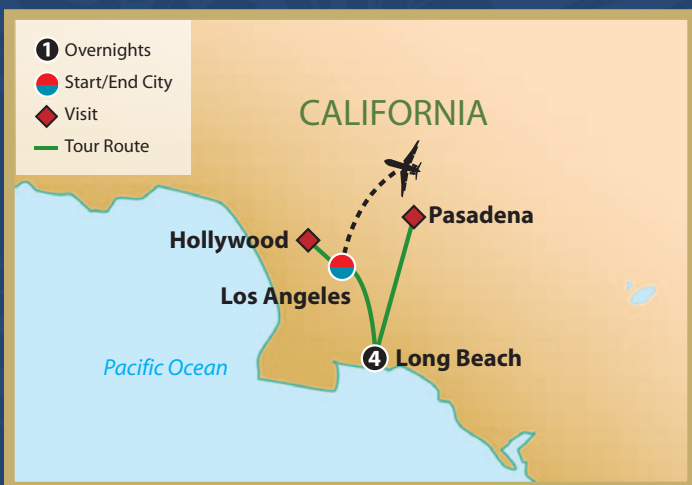 1 Overnights
Start/End City
Visit
Tour Route
CALIFORNIA
Pasadena
Hollywood
Los Angeles
4 Long Beach
Pacific Ocean